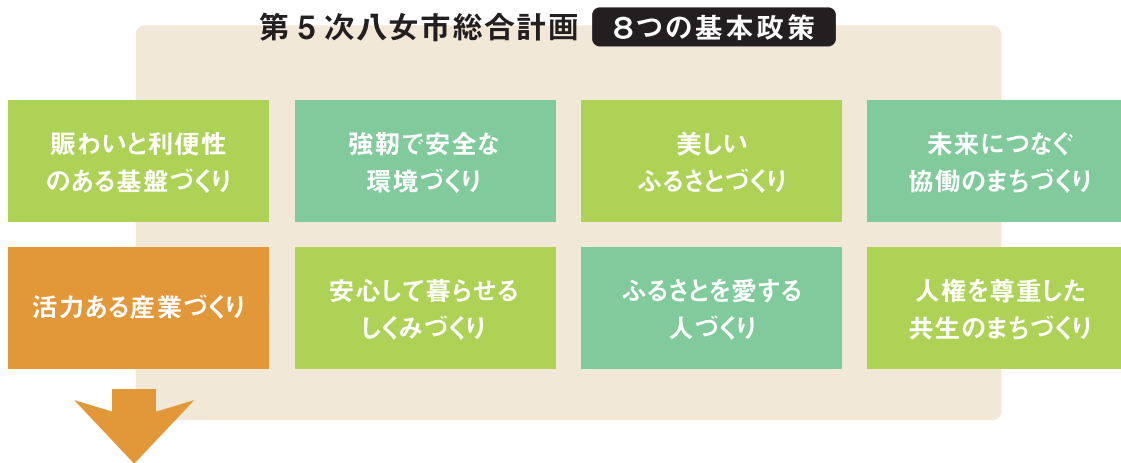 第5次八女市総合計画 8つの基本政策
賑わいと利便性
のある基盤づくり
強靭で安全な
環境づくり
美しい
ふるさとづくり
未来につなぐ
協働のまちづくり
活力ある産業づくり
安心して暮らせる
しくみづくり
ふるさとを愛する
人づくり
人権を尊重した
共生のまちづくり